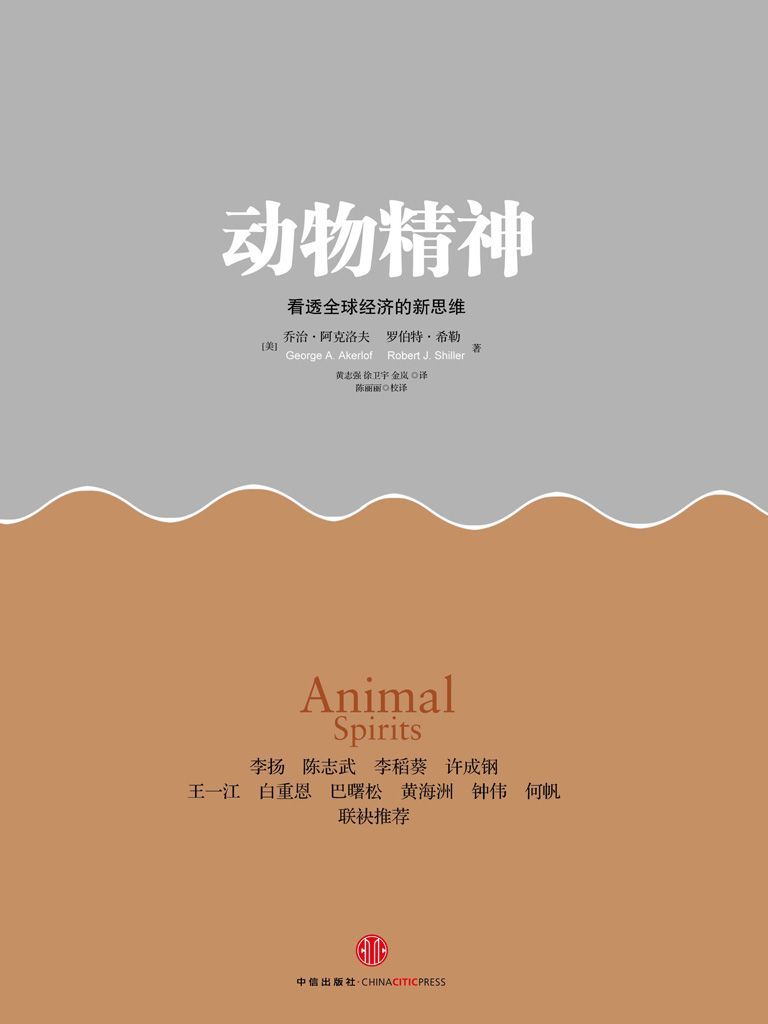 动物精神
看透全球经济的新思维
[美] 乔治·阿克洛夫 罗伯特·希勒 著
George A. Akerlof Robert J. Shiller
黄志强 徐卫宇 金岚 ◎译
陈丽丽◎校译
Animal
Spirits
李扬 陈志武 李稻葵 许成钢
王一江 白重恩 巴曙松 黄海洲 钟伟 何帆
联袂推荐
中信出版社·CHINACITICPRESS